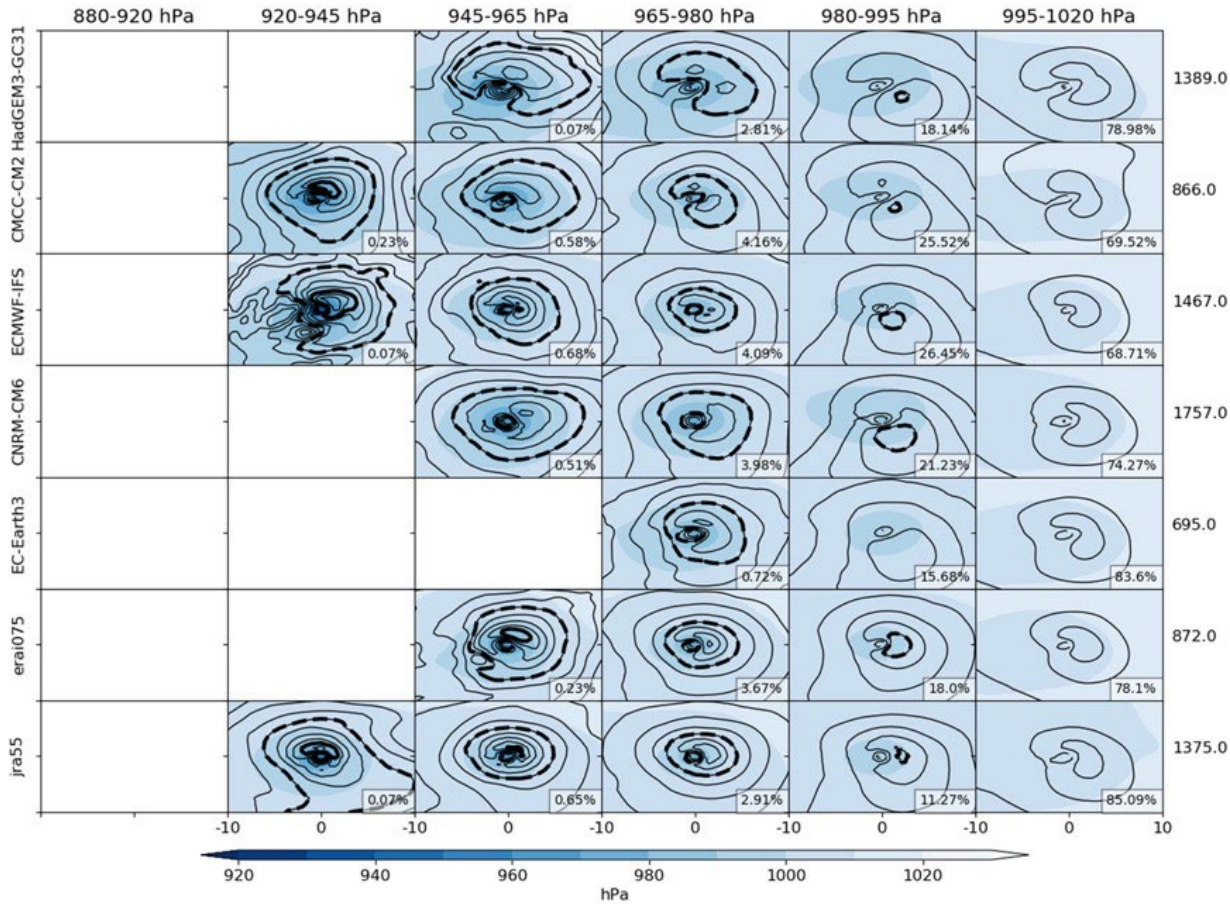 880-920 hPa 920-945 hPa 945-965 hPa 965-980 hPa 980-995 hPa 995-1020 hPa
HadGEM3-GC31 0.07% 2.81% 18.14% 78.98% 1389.0
CMCC-CM2 0.23% 0.58% 4.16% 25.52% 69.52% 866.0
ECMWF-IFS 0.07% 0.68% 4.09% 26.45% 68.71% 1467.0
CNRM-CM6 0.51% 3.98% 21.23% 74.27% 1757.0
EC-Earth3 0.72% 15.68% 83.6% 695.0
erai075 0.23% 3.67% 18.0% 78.1% 872.0
jra55 0.07% 0.65% 2.91% 11.27% 85.09% 1375.0
-10 0 -10 0 -10 0 -10 0 -10 0 10
920 940 960 980 1000 1020
hPa